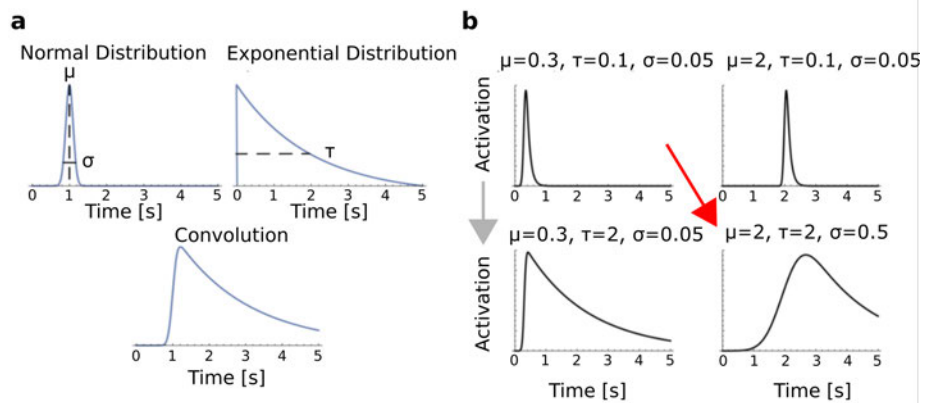 a
Normal Distribution
μ
σ
0 1 2 3 4 5
Time [s]
Exponential Distribution
τ
0 1 2 3 4 5
Time [s]
Convolution
0 1 2 3 4 5
Time [s]
b
μ=0.3, τ=0.1, σ=0.05
Activation
0 1 2 3 4 5
μ=2, τ=0.1, σ=0.05
0 1 2 3 4 5
μ=0.3, τ=2, σ=0.05
Activation
0 1 2 3 4 5
Time [s]
μ=2, τ=2, σ=0.5
0 1 2 3 4 5
Time [s]